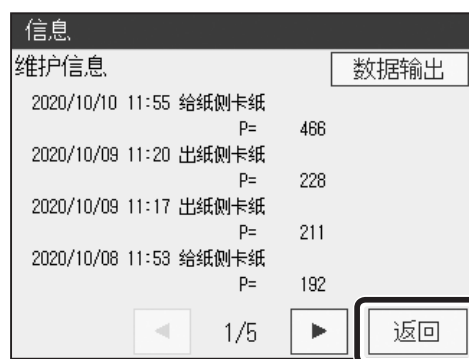 信息
维护信息 数据输出
2020/10/10 11:55 给纸侧卡纸
P= 466
2020/10/09 11:20 出纸侧卡纸
P= 228
2020/10/09 11:17 出纸侧卡纸
P= 211
2020/10/08 11:53 给纸侧卡纸
P= 192
◀ 1/5 ▶ 返回